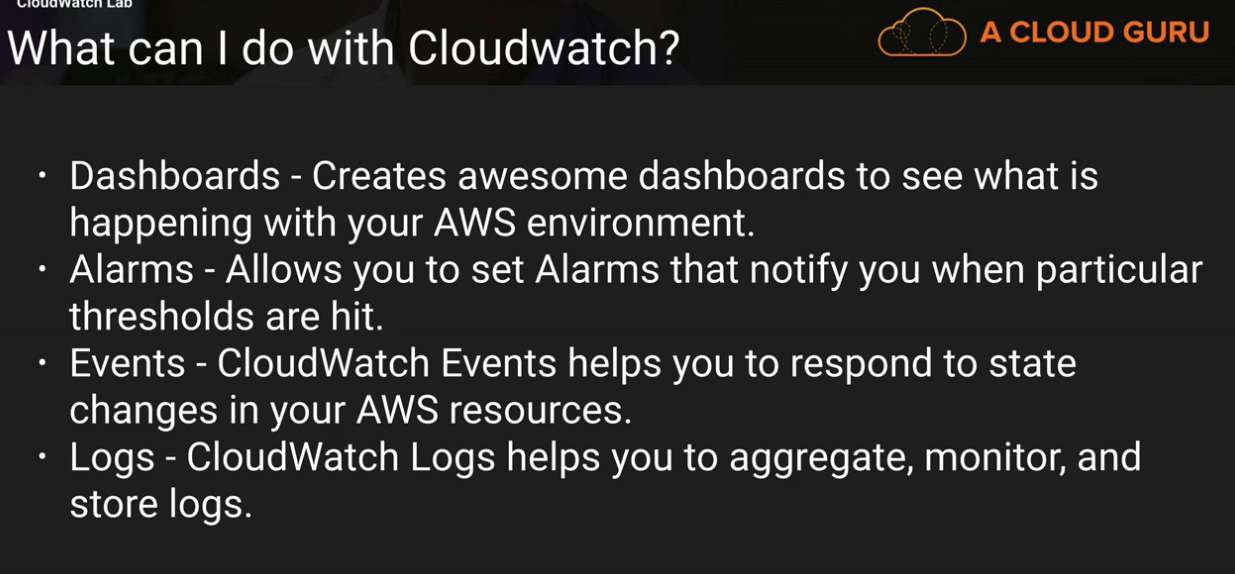 CloudWatch Lab
What can I do with Cloudwatch?
A CLOUD GURU
• Dashboards - Creates awesome dashboards to see what is
happening with your AWS environment.
• Alarms - Allows you to set Alarms that notify you when particular
thresholds are hit.
• Events - CloudWatch Events helps you to respond to state
changes in your AWS resources.
• Logs - CloudWatch Logs helps you to aggregate, monitor, and
store logs.